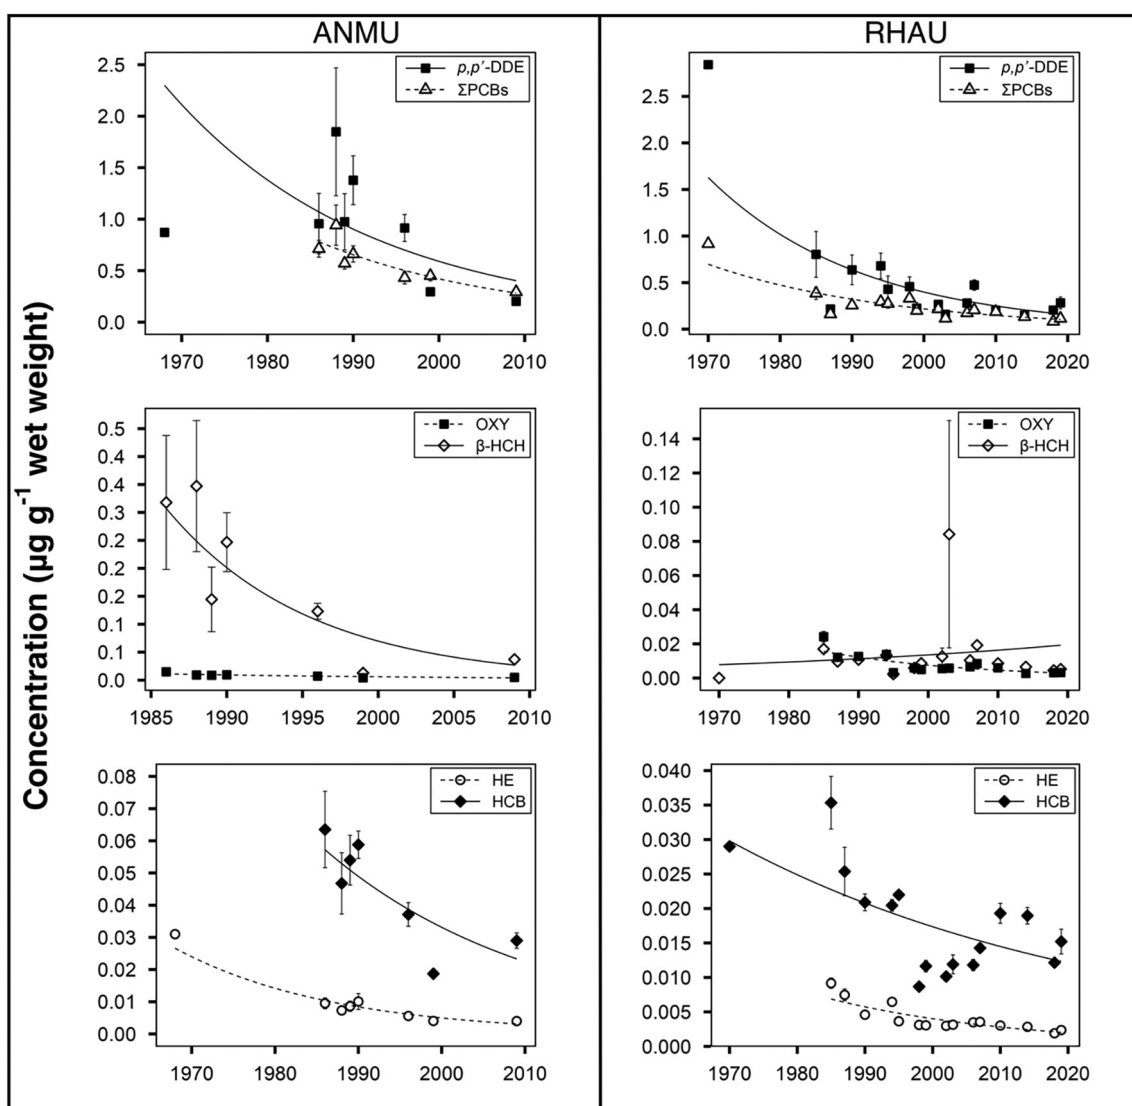 ANMU
RHAU
Concentration (µg g-1 wet weight)
2.5
2.0
1.5
1.0
0.5
0.0
1970 1980 1990 2000 2010
p,p'-DDE
ΣPCBs
2.5
2.0
1.5
1.0
0.5
0.0
1970 1980 1990 2000 2010 2020
p,p'-DDE
ΣPCBs
0.5
0.4
0.4
0.3
0.2
0.2
0.2
0.1
0.1
0.0
1985 1990 1995 2000 2005 2010
OXY
β-HCH
0.14
0.12
0.10
0.08
0.06
0.04
0.02
0.00
1970 1980 1990 2000 2010 2020
OXY
β-HCH
0.08
0.07
0.06
0.05
0.04
0.03
0.02
0.01
0.00
1970 1980 1990 2000 2010
HE
HCB
0.040
0.035
0.030
0.025
0.020
0.015
0.010
0.005
0.000
1970 1980 1990 2000 2010 2020
HE
HCB